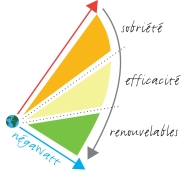 sobriété
efficacité
renouvelables
négawatt